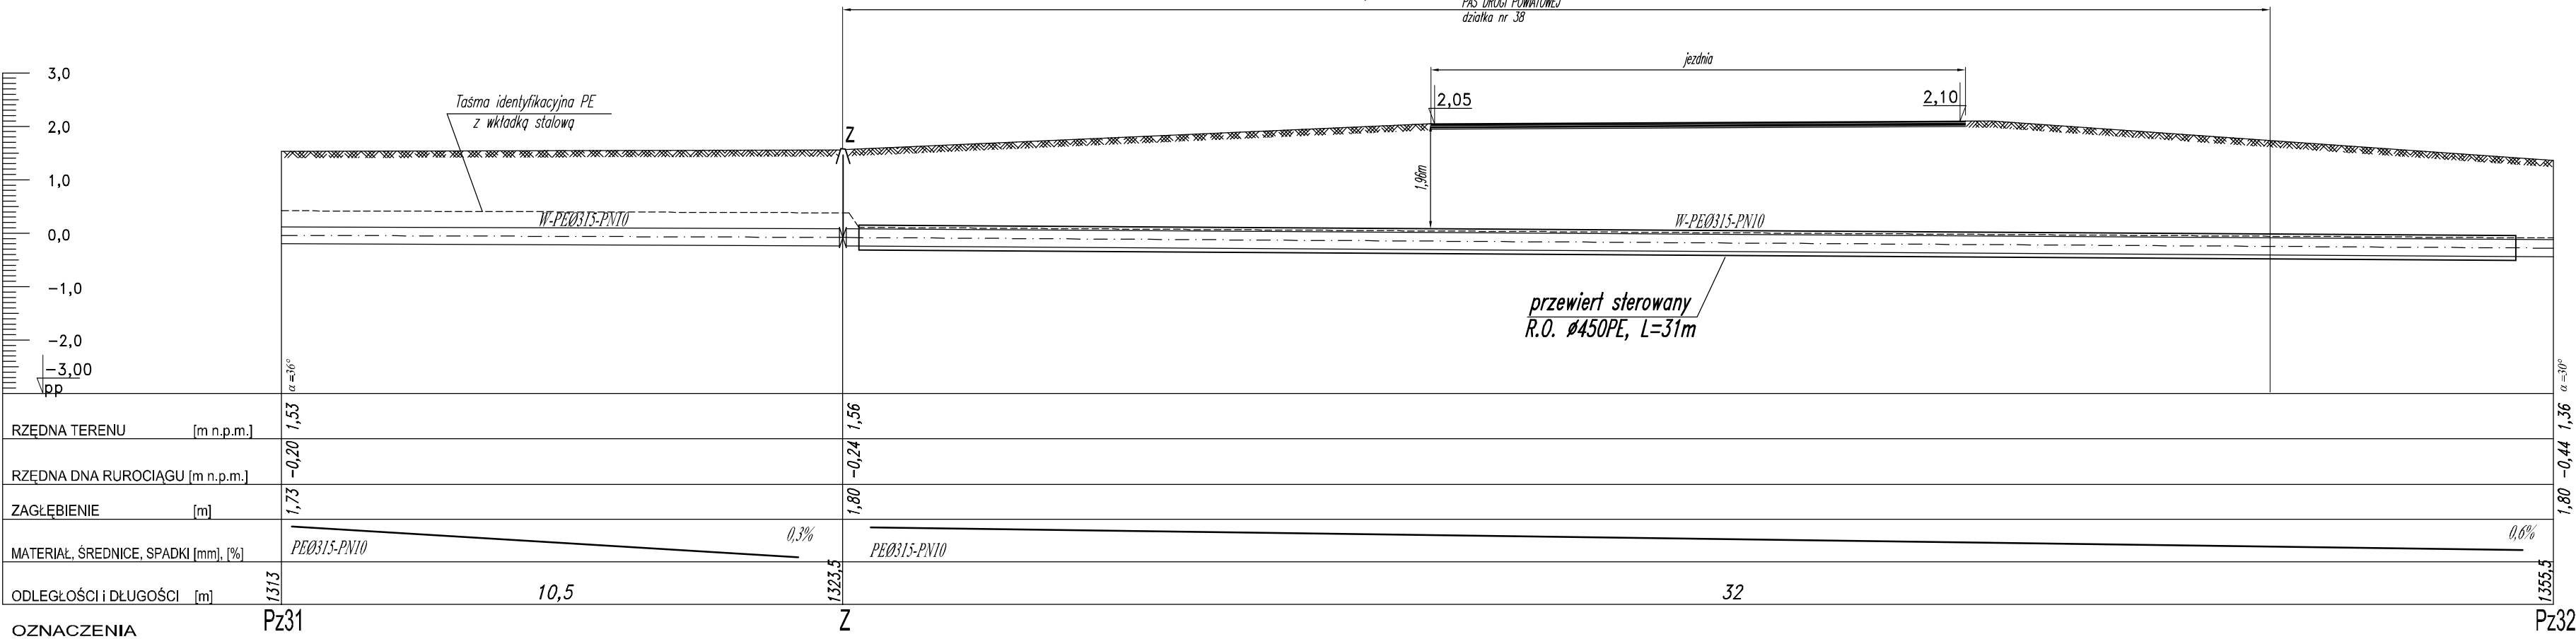 PAS DROGI POWIATOWEJ
działka nr 38
jezdnia
3,0
2,0
1,0
0,0
-1,0
-2,0
-3,00
pp
Taśma identyfikacyjna PE
z wkładką stalową
Z
2,05
2,10
1,96m
W-PEØ315-PN10
W-PEØ315-PN10
przewiert sterowany
R.O. ø450PE, L=31m
α=36°
α=30°
RZĘDNA TERENU [m n.p.m.] 1,53 1,56 1,36
RZĘDNA DNA RUROCIĄGU [m n.p.m.] -0,20 -0,24 -0,44
ZAGŁĘBIENIE [m] 1,73 1,80 1,80
MATERIAŁ, ŚREDNICE, SPADKI [mm], [%] PEØ315-PN10 0,3% PEØ315-PN10 0,6%
ODLEGŁOŚCI i DŁUGOŚCI [m] 1313 10,5 1323,5 32 1355,5
Pz31 Z Pz32
OZNACZENIA